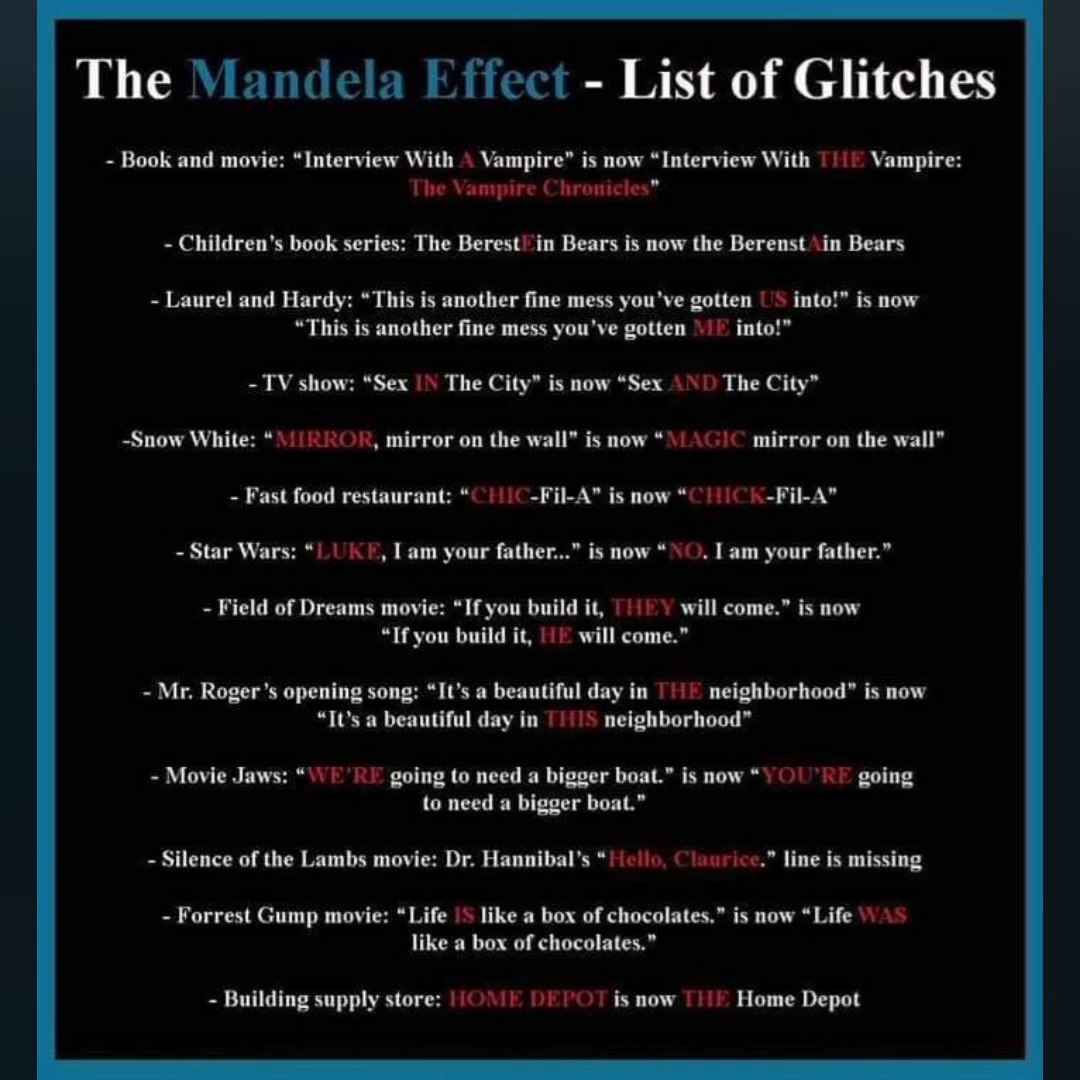 The Mandela Effect - List of Glitches
- Book and movie: “Interview With A Vampire” is now “Interview With THE Vampire:
The Vampire Chronicles”
- Children’s book series: The BerestEin Bears is now the BerenstAin Bears
- Laurel and Hardy: “This is another fine mess you’ve gotten US into!” is now
“This is another fine mess you’ve gotten ME into!”
- TV show: “Sex IN The City” is now “Sex AND The City”
-Snow White: “MIRROR, mirror on the wall” is now “MAGIC mirror on the wall”
- Fast food restaurant: “CHIC-Fil-A” is now “CHICK-Fil-A”
- Star Wars: “LUKE, I am your father...” is now “NO. I am your father.”
- Field of Dreams movie: “If you build it, THEY will come.” is now
“If you build it, HE will come.”
- Mr. Roger’s opening song: “It’s a beautiful day in THE neighborhood” is now
“It’s a beautiful day in THIS neighborhood”
- Movie Jaws: “WE’RE going to need a bigger boat.” is now “YOU’RE going
to need a bigger boat.”
- Silence of the Lambs movie: Dr. Hannibal’s “Hello, Claurice.” line is missing
- Forrest Gump movie: “Life IS like a box of chocolates.” is now “Life WAS
like a box of chocolates.”
- Building supply store: HOME DEPOT is now THE Home Depot